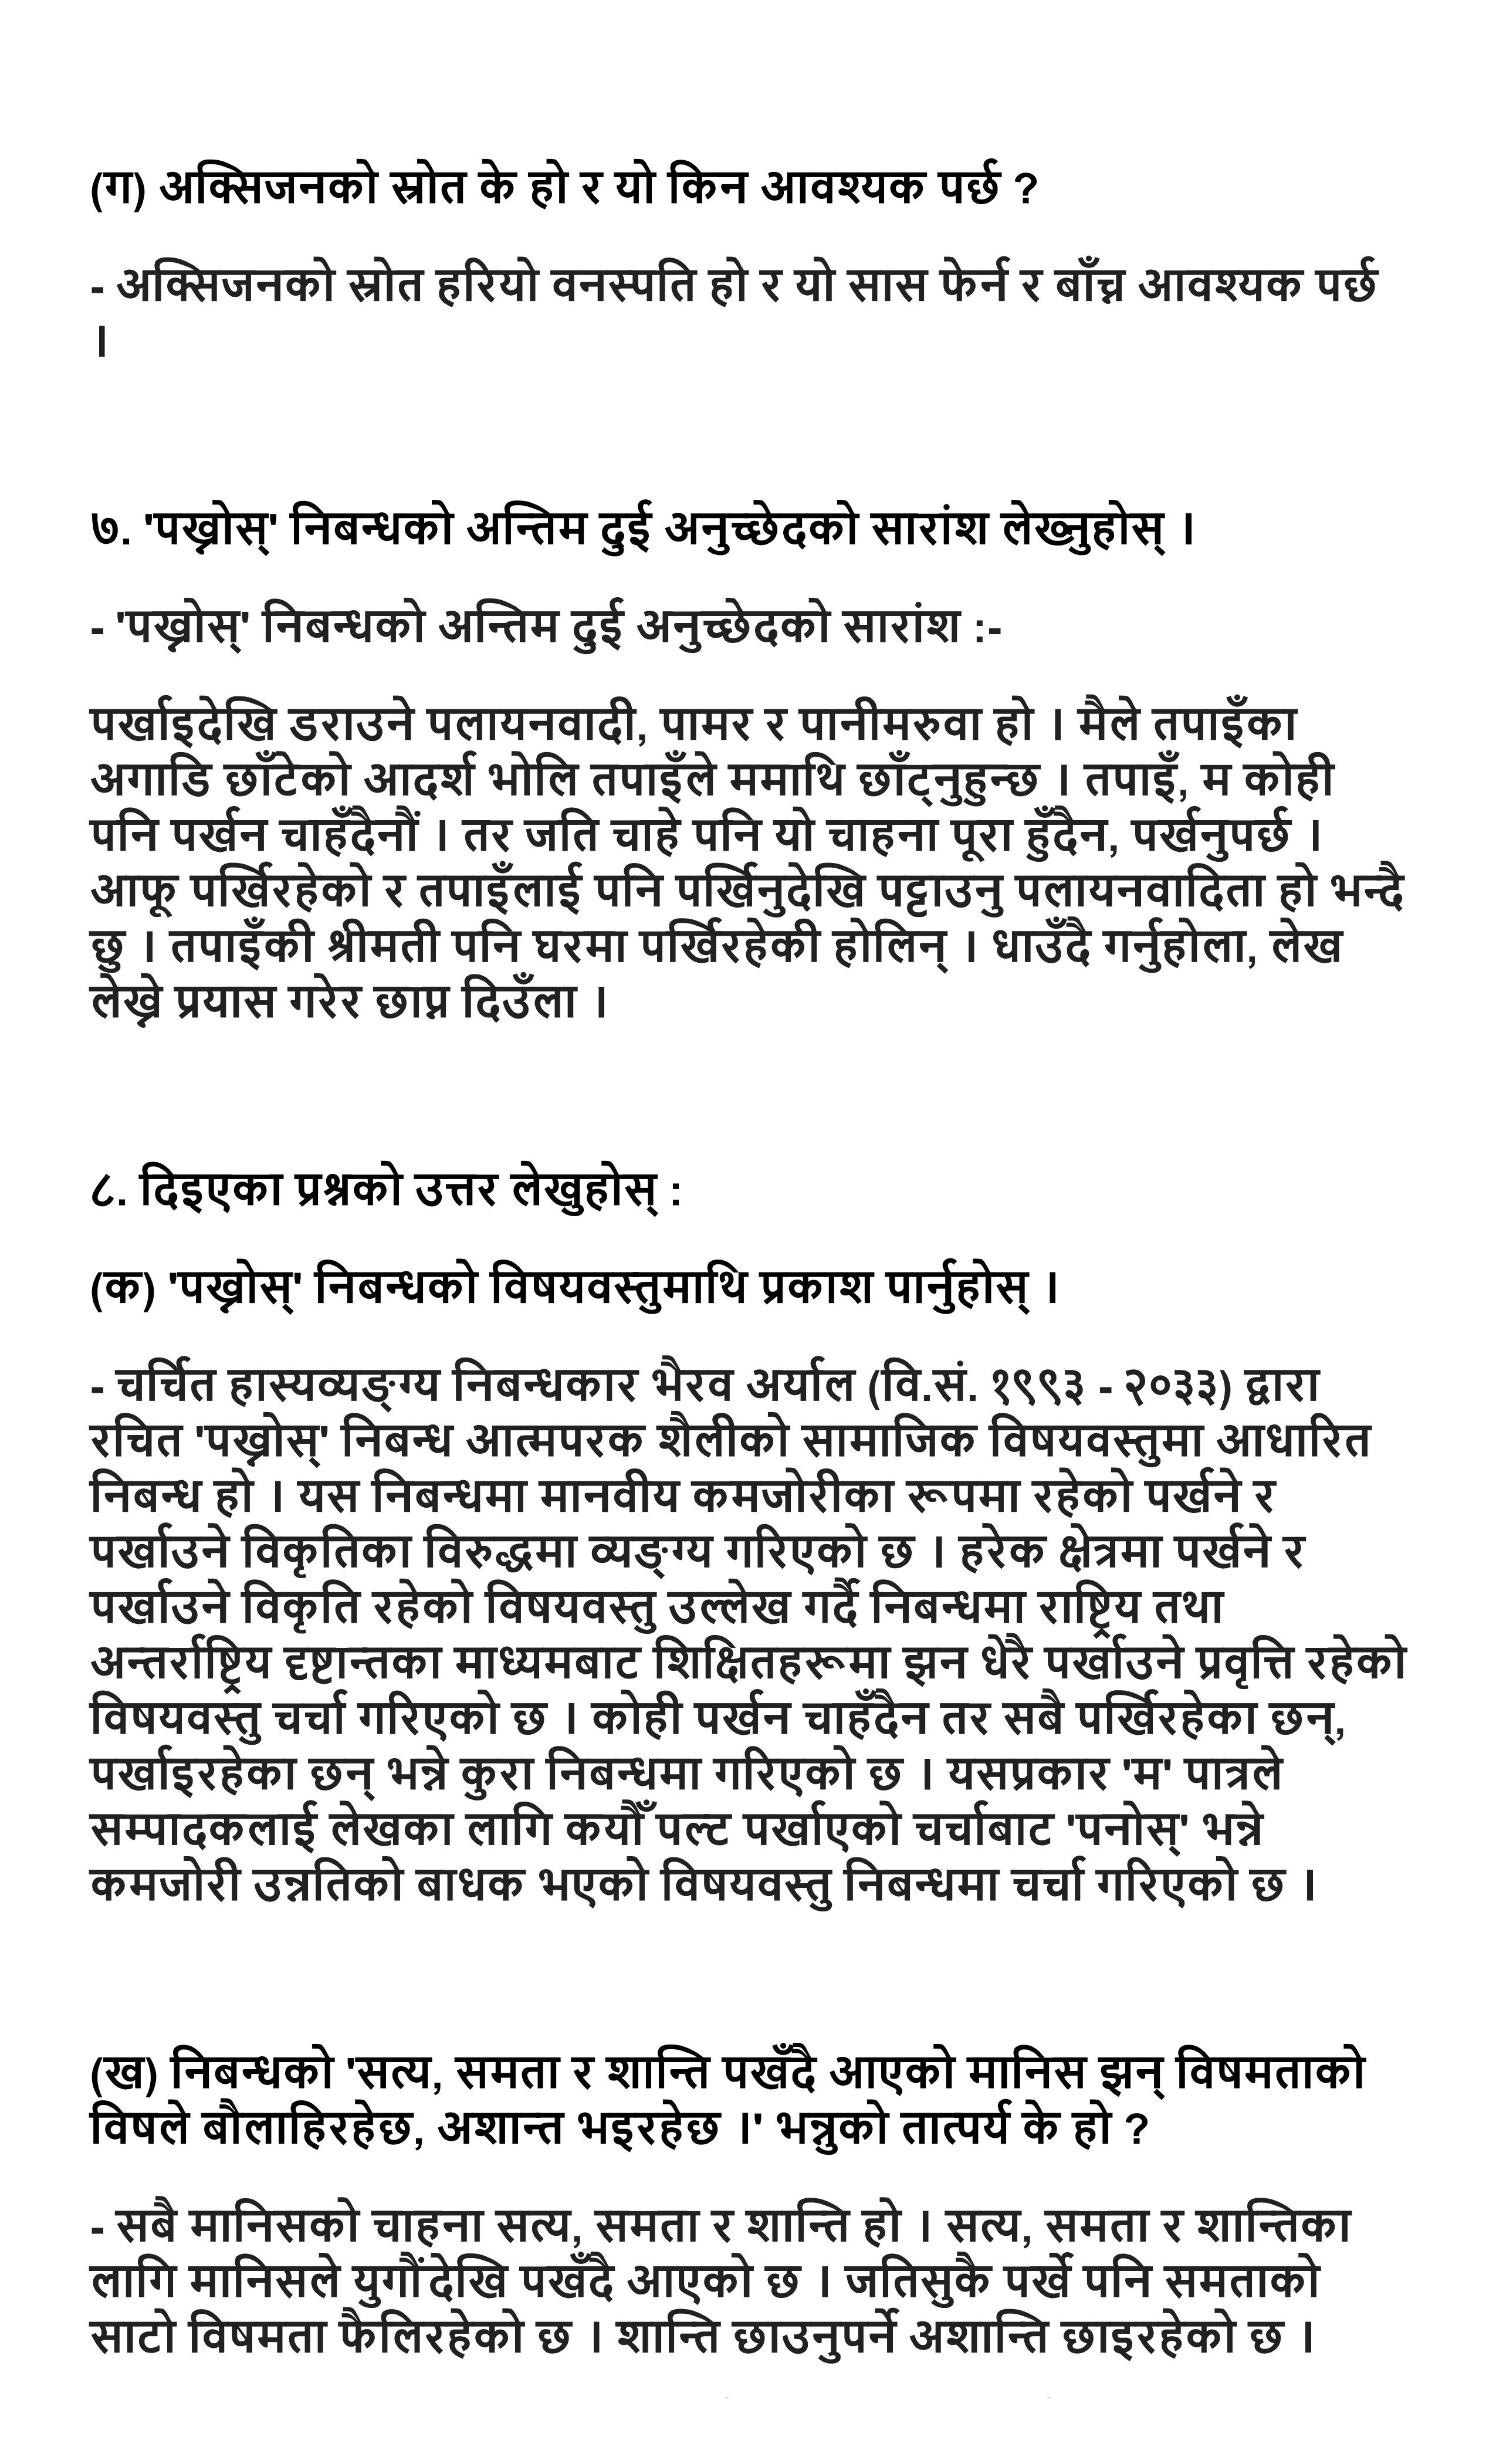 (ग) अक्सिजनको स्रोत के हो र यो किन आवश्यक पर्छ ?
- अक्सिजनको स्रोत हरियो वनस्पति हो र यो सास फेर्न र बाँच्न आवश्यक पर्छ
।
७. 'पख्नोस्' निबन्धको अन्तिम दुई अनुच्छेदको सारांश लेख्नुहोस् ।
- 'पख्नोस्' निबन्धको अन्तिम दुई अनुच्छेदको सारांश :-
पर्खाइदेखि डराउने पलायनवादी, पामर र पानीमरुवा हो । मैले तपाइँका
अगाडि छाँटेको आदर्श भोलि तपाइँले ममाथि छाँट्नुहुन्छ । तपाइँ, म कोही
पनि पर्खन चाहँदैनौं । तर जति चाहे पनि यो चाहना पूरा हुँदैन, पर्खनुपर्छ ।
आफू पर्खिरहेको र तपाइँलाई पनि पर्खिनुदेखि पट्टाउनु पलायनवादिता हो भन्दै
छु । तपाइँकी श्रीमती पनि घरमा पर्खिरहेकी होलिन् । धाउँदै गर्नुहोला, लेख
लेख्ने प्रयास गरेर छाप्न दिउँला ।
८. दिइएका प्रश्नको उत्तर लेखुहोस् :
(क) 'पख्नोस्' निबन्धको विषयवस्तुमाथि प्रकाश पार्नुहोस् ।
- चर्चित हास्यव्यङ्ग्य निबन्धकार भैरव अर्याल (वि.सं. १९९३ - २०३३) द्वारा
रचित 'पख्नोस्' निबन्ध आत्मपरक शैलीको सामाजिक विषयवस्तुमा आधारित
निबन्ध हो । यस निबन्धमा मानवीय कमजोरीका रूपमा रहेको पर्खने र
पर्खाउने विकृतिका विरुद्धमा व्यङ्ग्य गरिएको छ । हरेक क्षेत्रमा पर्खने र
पर्खाउने विकृति रहेको विषयवस्तु उल्लेख गर्दै निबन्धमा राष्ट्रिय तथा
अन्तर्राष्ट्रिय दृष्टान्तका माध्यमबाट शिक्षितहरूमा झन धेरै पर्खाउने प्रवृत्ति रहेको
विषयवस्तु चर्चा गरिएको छ । कोही पर्खन चाहँदैन तर सबै पर्खिरहेका छन्,
पर्खाइरहेका छन् भन्ने कुरा निबन्धमा गरिएको छ । यसप्रकार 'म' पात्रले
सम्पादकलाई लेखका लागि कयौँ पल्ट पर्खाएको चर्चाबाट 'पनोस्' भन्ने
कमजोरी उन्नतिको बाधक भएको विषयवस्तु निबन्धमा चर्चा गरिएको छ ।
(ख) निबन्धको 'सत्य, समता र शान्ति पर्खँदै आएको मानिस झन् विषमताको
विषले बौलाहिरहेछ, अशान्त भइरहेछ ।' भन्नुको तात्पर्य के हो ?
- सबै मानिसको चाहना सत्य, समता र शान्ति हो । सत्य, समता र शान्तिका
लागि मानिसले युगौंदेखि पर्खँदै आएको छ । जतिसुकै पर्खे पनि समताको
साटो विषमता फैलिरहेको छ । शान्ति छाउनुपर्ने अशान्ति छाइरहेको छ ।